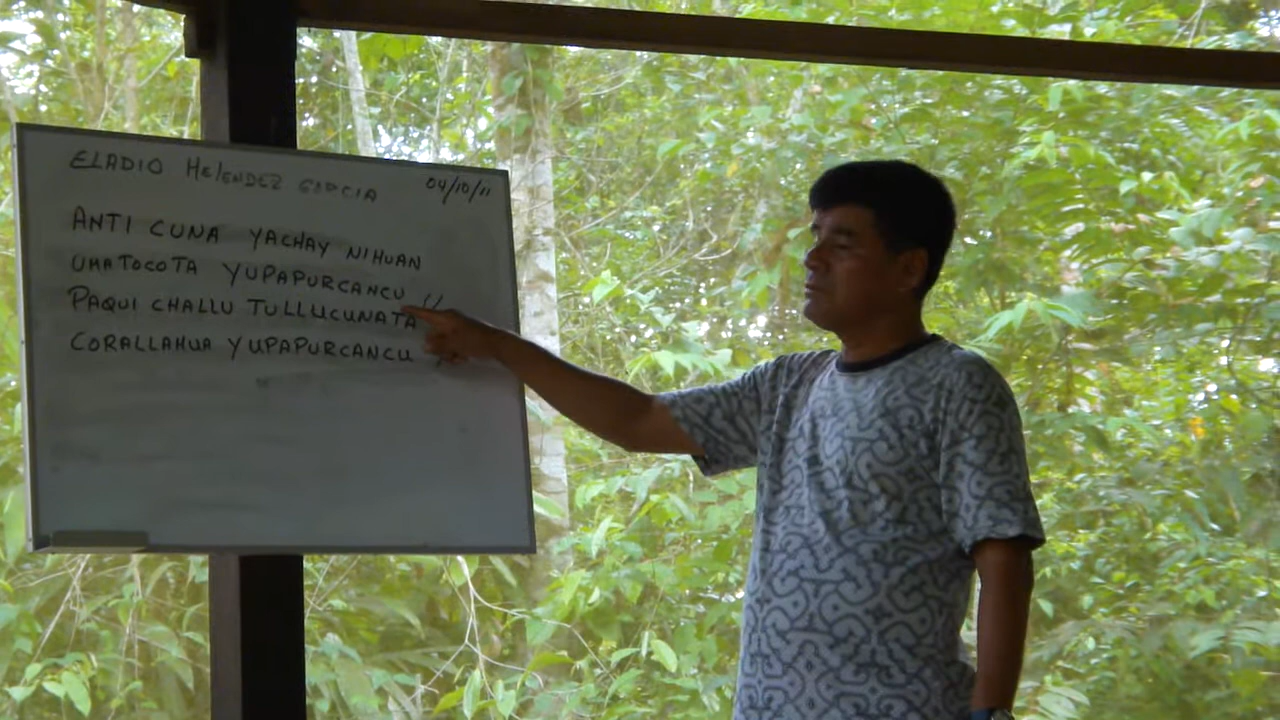 ELADIO MELENDEZ GARCIA 04/10/11
ANTI CUNA YACHAY NIHUAN
UMATOCOTA YUPAPURCANCU //
PAQUI CHALLU TULLUCUNATA
CORALLAHUA YUPAPURCANCU